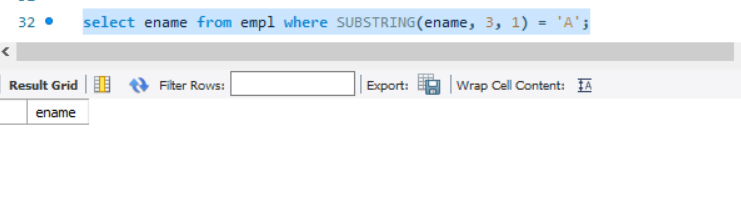 32 select ename from empl where SUBSTRING(ename, 3, 1) = 'A';
Result Grid Filter Rows: Export: Wrap Cell Content: IA
ename